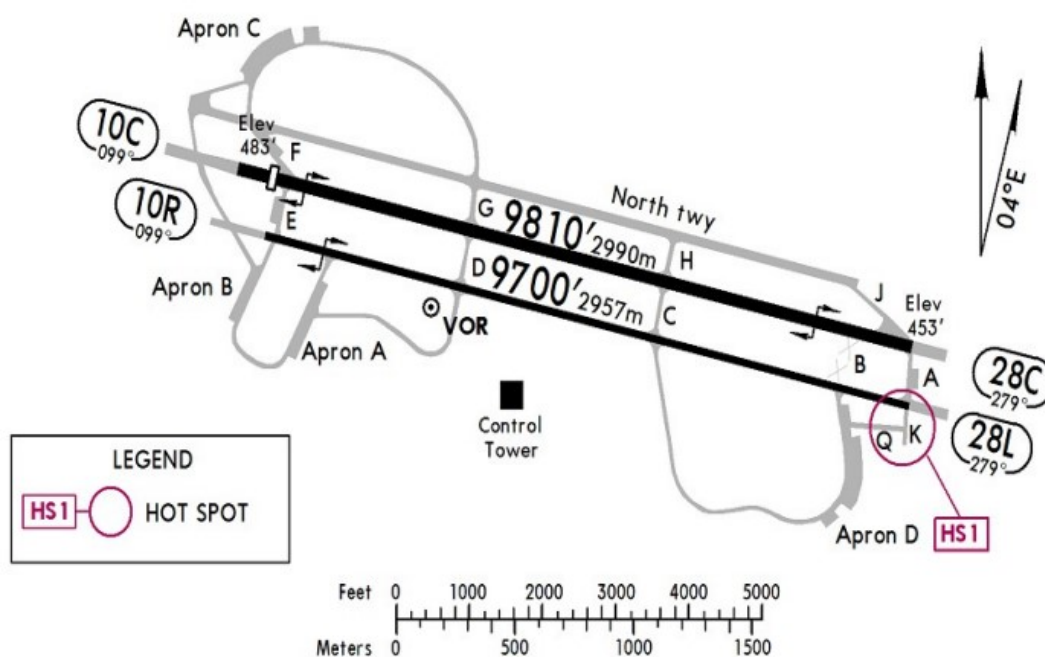 Apron C
10C
099°
Elev
483'
F
10R
099°
E
G
9810' 2990m
North twy
H
04°E
D
9700' 2957m
C
J
Elev
453'
Apron B
VOR
Apron A
B
A
28C
279°
Control
Tower
Q
K
28L
279°
LEGEND
HS1
HOT SPOT
Apron D
HS1
Feet 0 1000 2000 3000 4000 5000
Meters 0 500 1000 1500